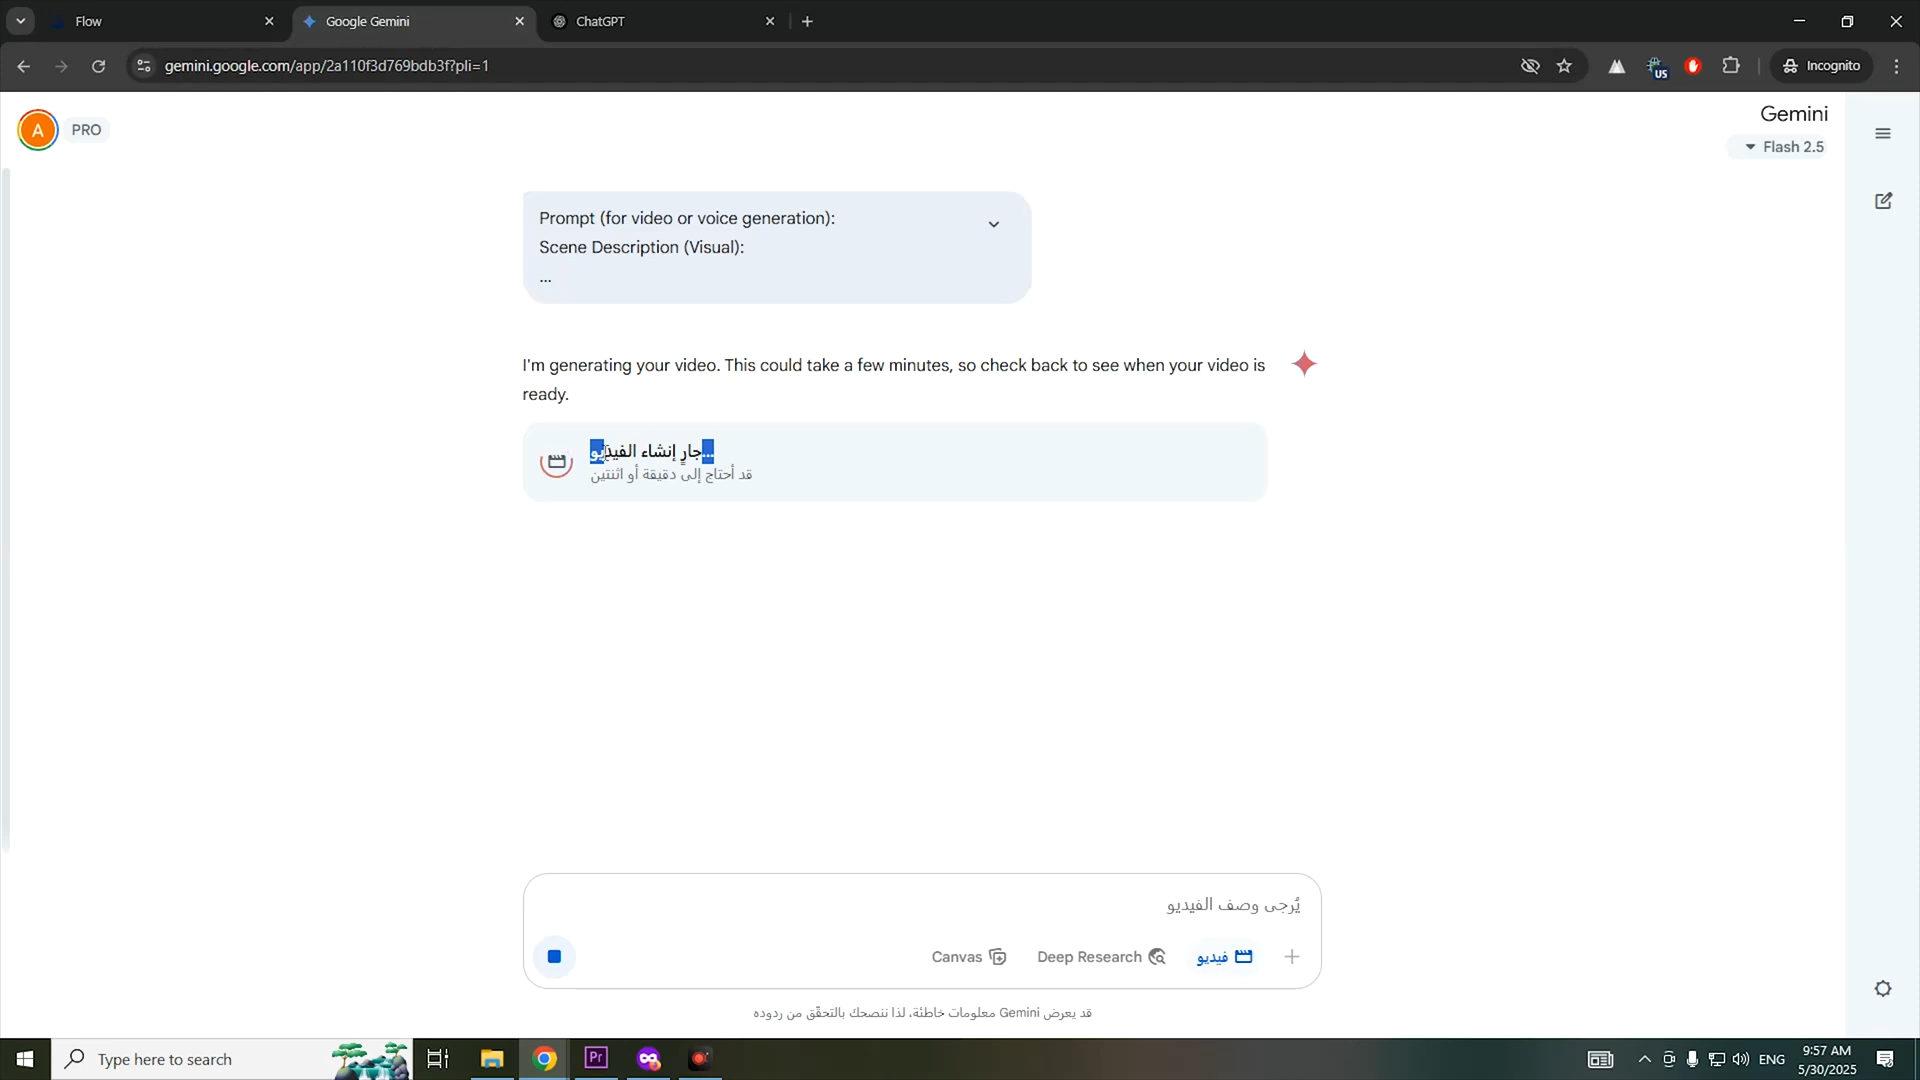 Flow
Google Gemini
ChatGPT
gemini.google.com/app/2a110f3d769bdb3f?pli=1
US
Incognito
A
PRO
Gemini
Flash 2.5
Prompt (for video or voice generation):
Scene Description (Visual):
...
I'm generating your video. This could take a few minutes, so check back to see when your video is
ready.
جارٍ إنشاء الفيديو...
قد أحتاج إلى دقيقة أو اثنتين
يُرجى وصف الفيديو
Canvas
Deep Research
فيديو
قد يعرض Gemini معلومات خاطئة، لذا ننصحك بالتحقّق من ردوده
Type here to search
Pr
ENG
9:57 AM
5/30/2025